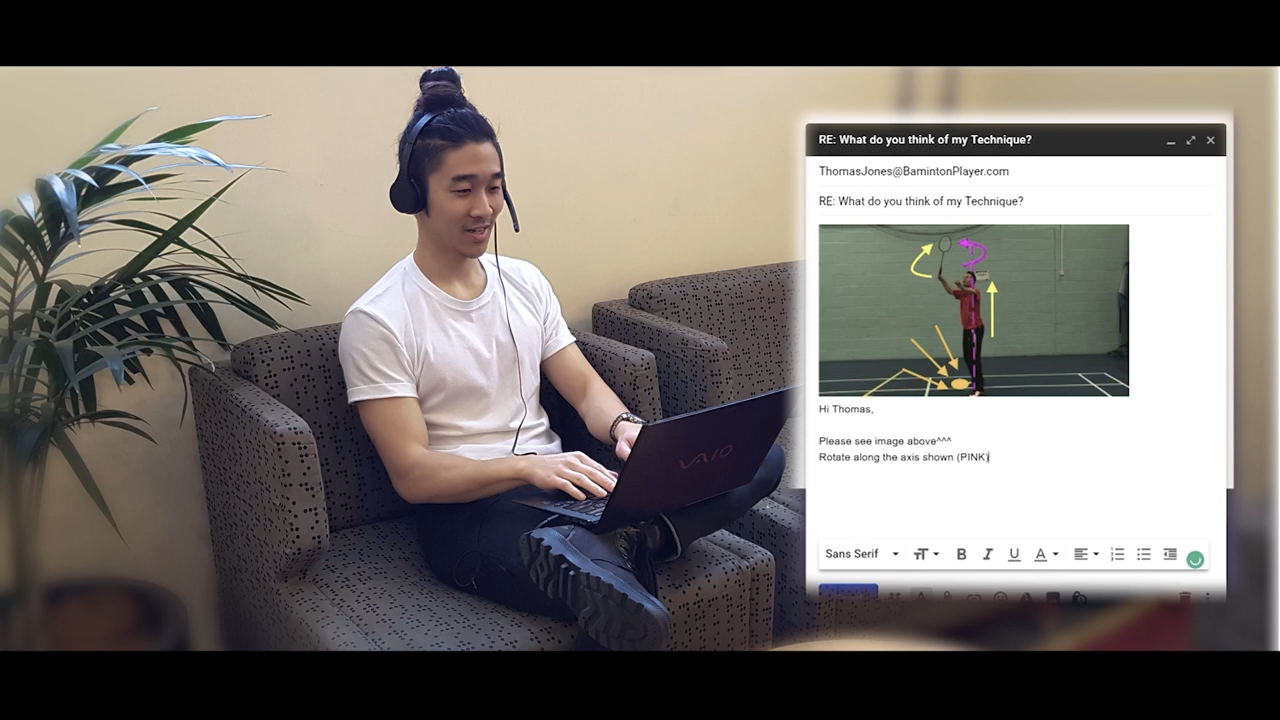 RE: What do you think of my Technique?
ThomasJones@BamintonPlayer.com
RE: What do you think of my Technique?
Hi Thomas,
Please see image above^^^
Rotate along the axis shown (PINK)
Sans Serif
VAIO